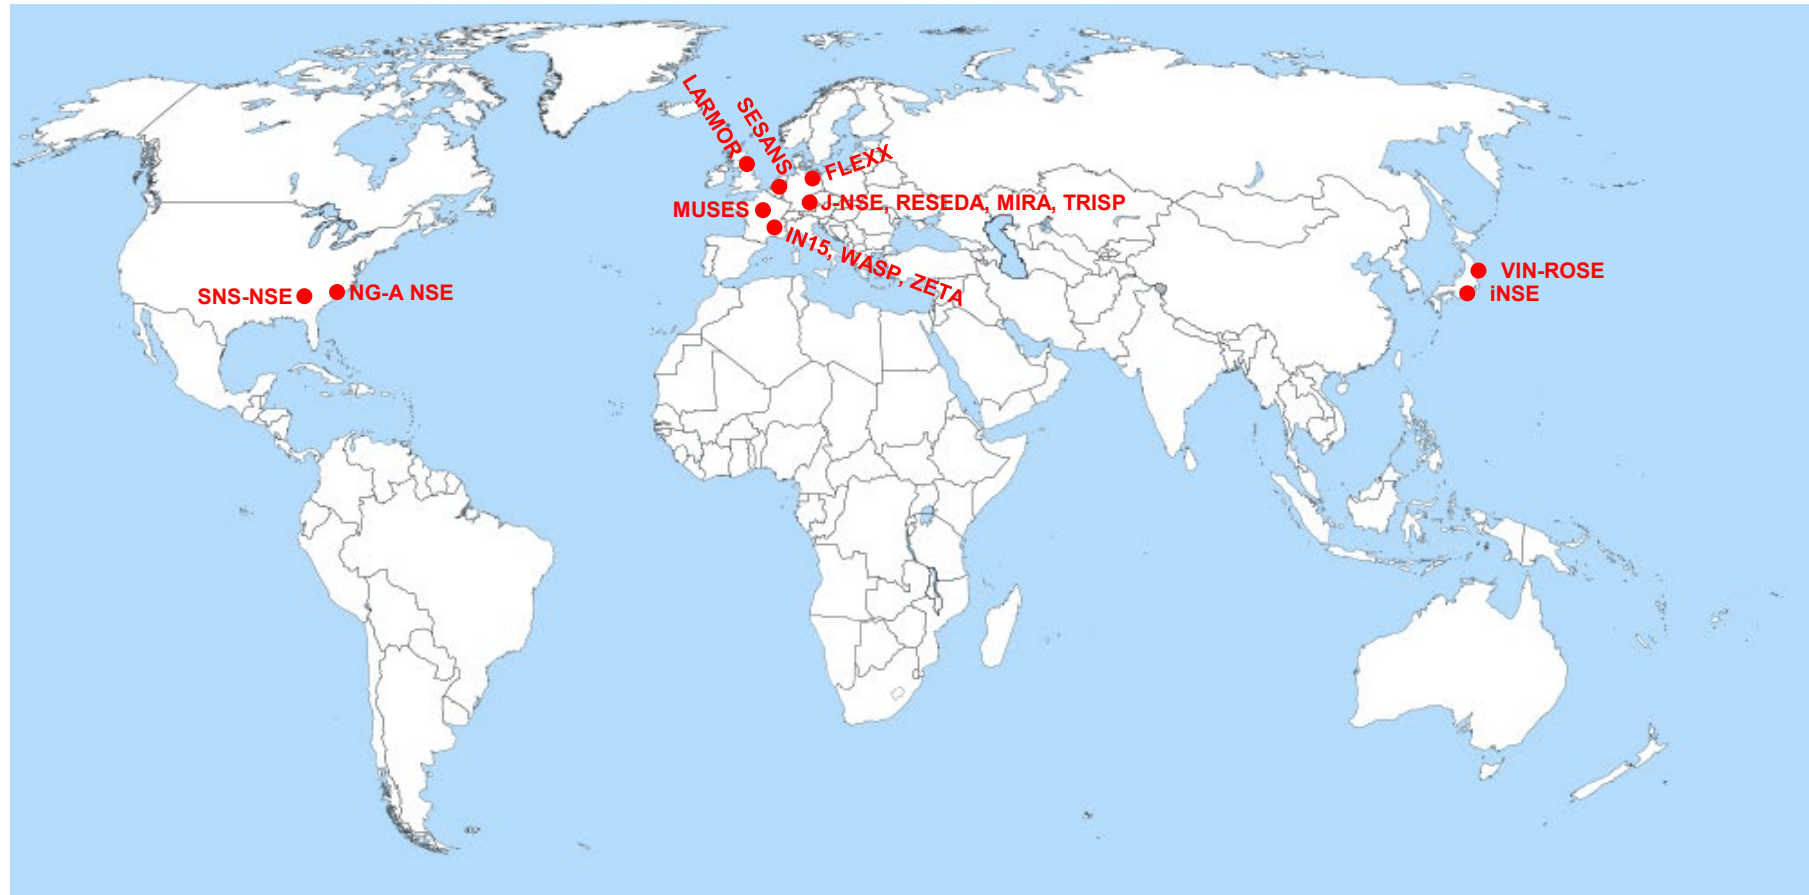 LARMOR
SESANS
FLEXX
MUSES
J-NSE, RESEDA, MIRA, TRISP
IN15, WASP, ZETA
SNS-NSE
NG-A NSE
VIN-ROSE
iNSE